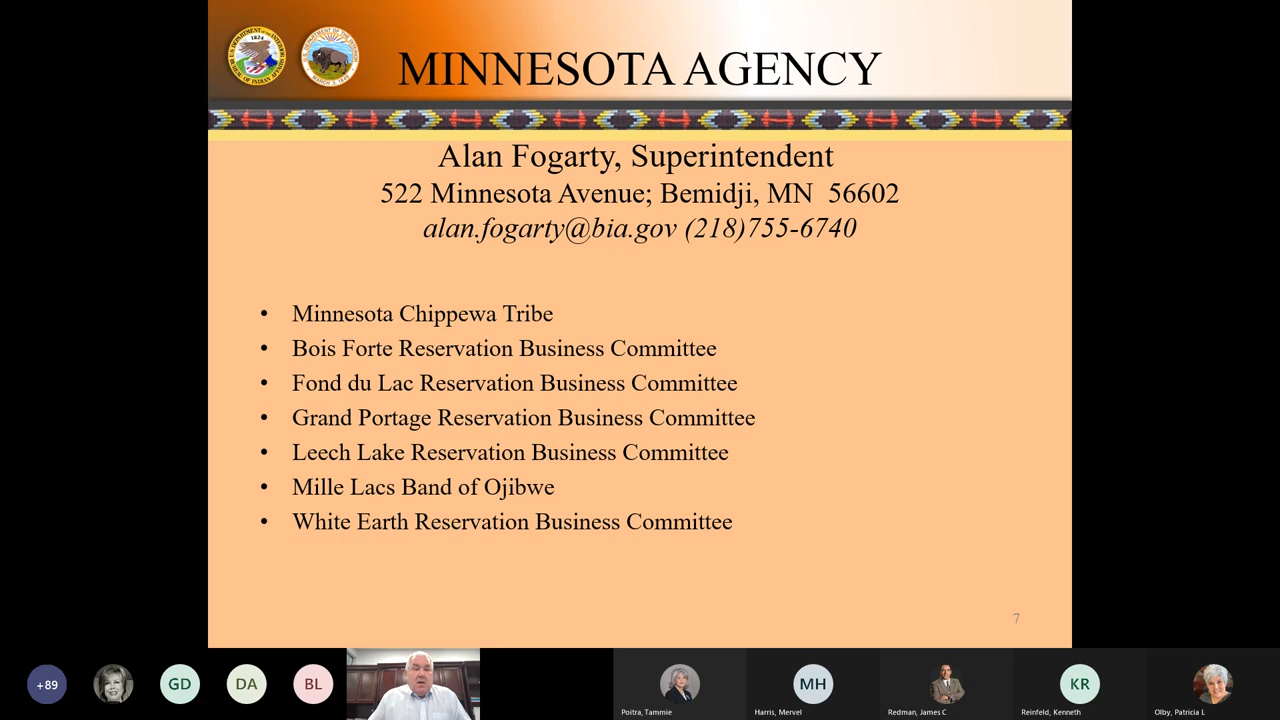 MINNESOTA AGENCY
Alan Fogarty, Superintendent
522 Minnesota Avenue; Bemidji, MN 56602
alan.fogarty@bia.gov (218)755-6740
• Minnesota Chippewa Tribe
• Bois Forte Reservation Business Committee
• Fond du Lac Reservation Business Committee
• Grand Portage Reservation Business Committee
• Leech Lake Reservation Business Committee
• Mille Lacs Band of Ojibwe
• White Earth Reservation Business Committee
7
+89
GD
DA
BL
Poitra, Tammie
MH
Harris, Mervel
Redman, James C
KR
Reinfeld, Kenneth
Olby, Patricia L